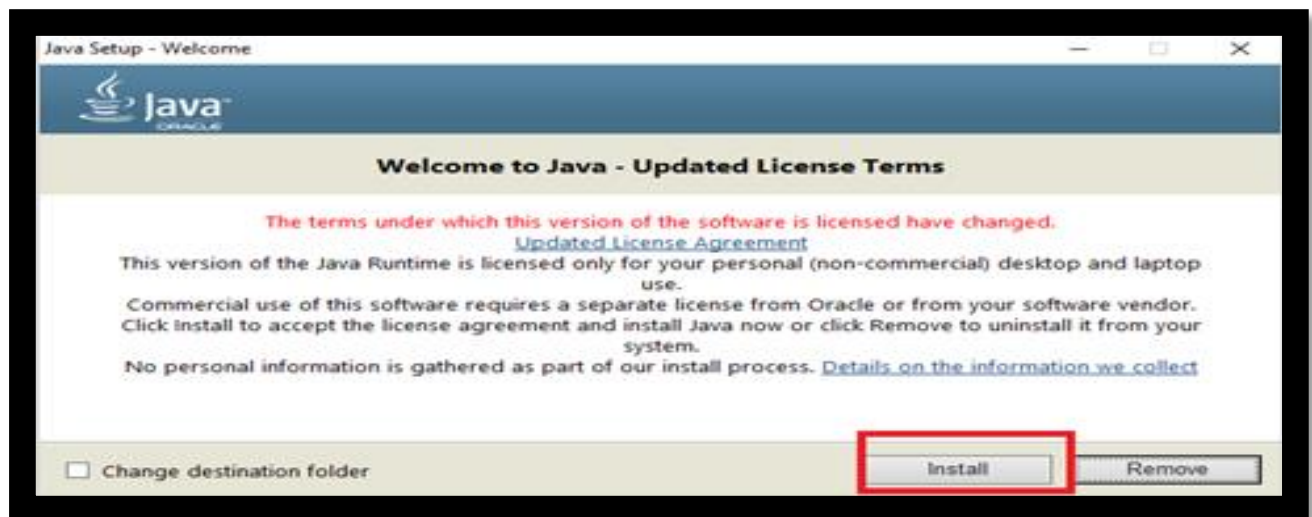 Java Setup - Welcome
Java
ORACLE
Welcome to Java - Updated License Terms
The terms under which this version of the software is licensed have changed.
Updated License Agreement
This version of the Java Runtime is licensed only for your personal (non-commercial) desktop and laptop
use.
Commercial use of this software requires a separate license from Oracle or from your software vendor.
Click Install to accept the license agreement and install Java now or click Remove to uninstall it from your
system.
No personal information is gathered as part of our install process. Details on the information we collect
Change destination folder
Install
Remove